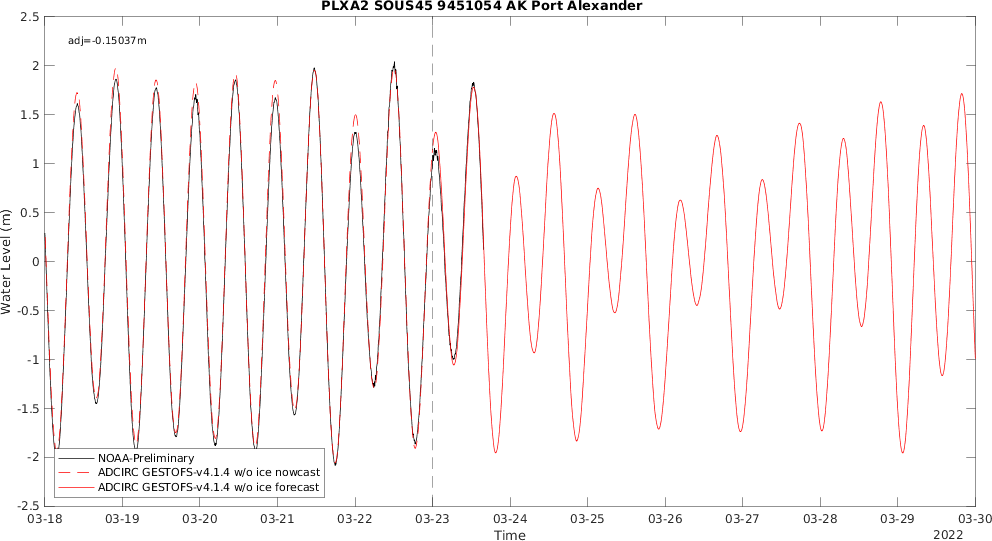 PLXA2 SOUS45 9451054 AK Port Alexander
adj=-0.15037m
2.5
2
1.5
1
0.5
0
-0.5
-1
-1.5
-2
-2.5
Water Level (m)
NOAA-Preliminary
ADCIRC GESTOFS-v4.1.4 w/o ice nowcast
ADCIRC GESTOFS-v4.1.4 w/o ice forecast
03-18 03-19 03-20 03-21 03-22 03-23 03-24 03-25 03-26 03-27 03-28 03-29 03-30
Time
2022